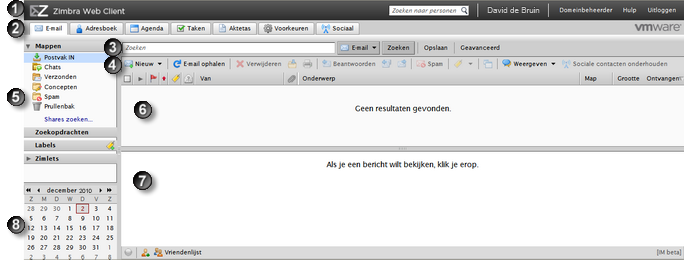 1 Zimbra Web Client Zoeken naar personen David de Bruin Domeinbeheerder Hulp Uitloggen
2 E-mail Adresboek Agenda Taken Aktetas Voorkeuren Sociaal vmware
Mappen
3 Zoeken E-mail Zoeken Opslaan Geavanceerd
Postvak IN
4 Nieuw E-mail ophalen Verwijderen Beantwoorden Spam Weergeven Sociale contacten onderhouden
Chats
Verzonden
Van Onderwerp Map Grootte Ontvangen
Concepten
5 Spam
Prullenbak
6 Geen resultaten gevonden.
Shares zoeken...
Zoekopdrachten
Labels
Zimlets
Als je een bericht wilt bekijken, klik je erop.
7
december 2010
Z M D W D V Z
28 29 30 1 2 3 4
5 6 7 8 9 10 11
8
12 13 14 15 16 17 18
19 20 21 22 23 24 25
26 27 28 29 30 31 1
2 3 4 5 6 7 8
Vriendenlijst [IM beta]